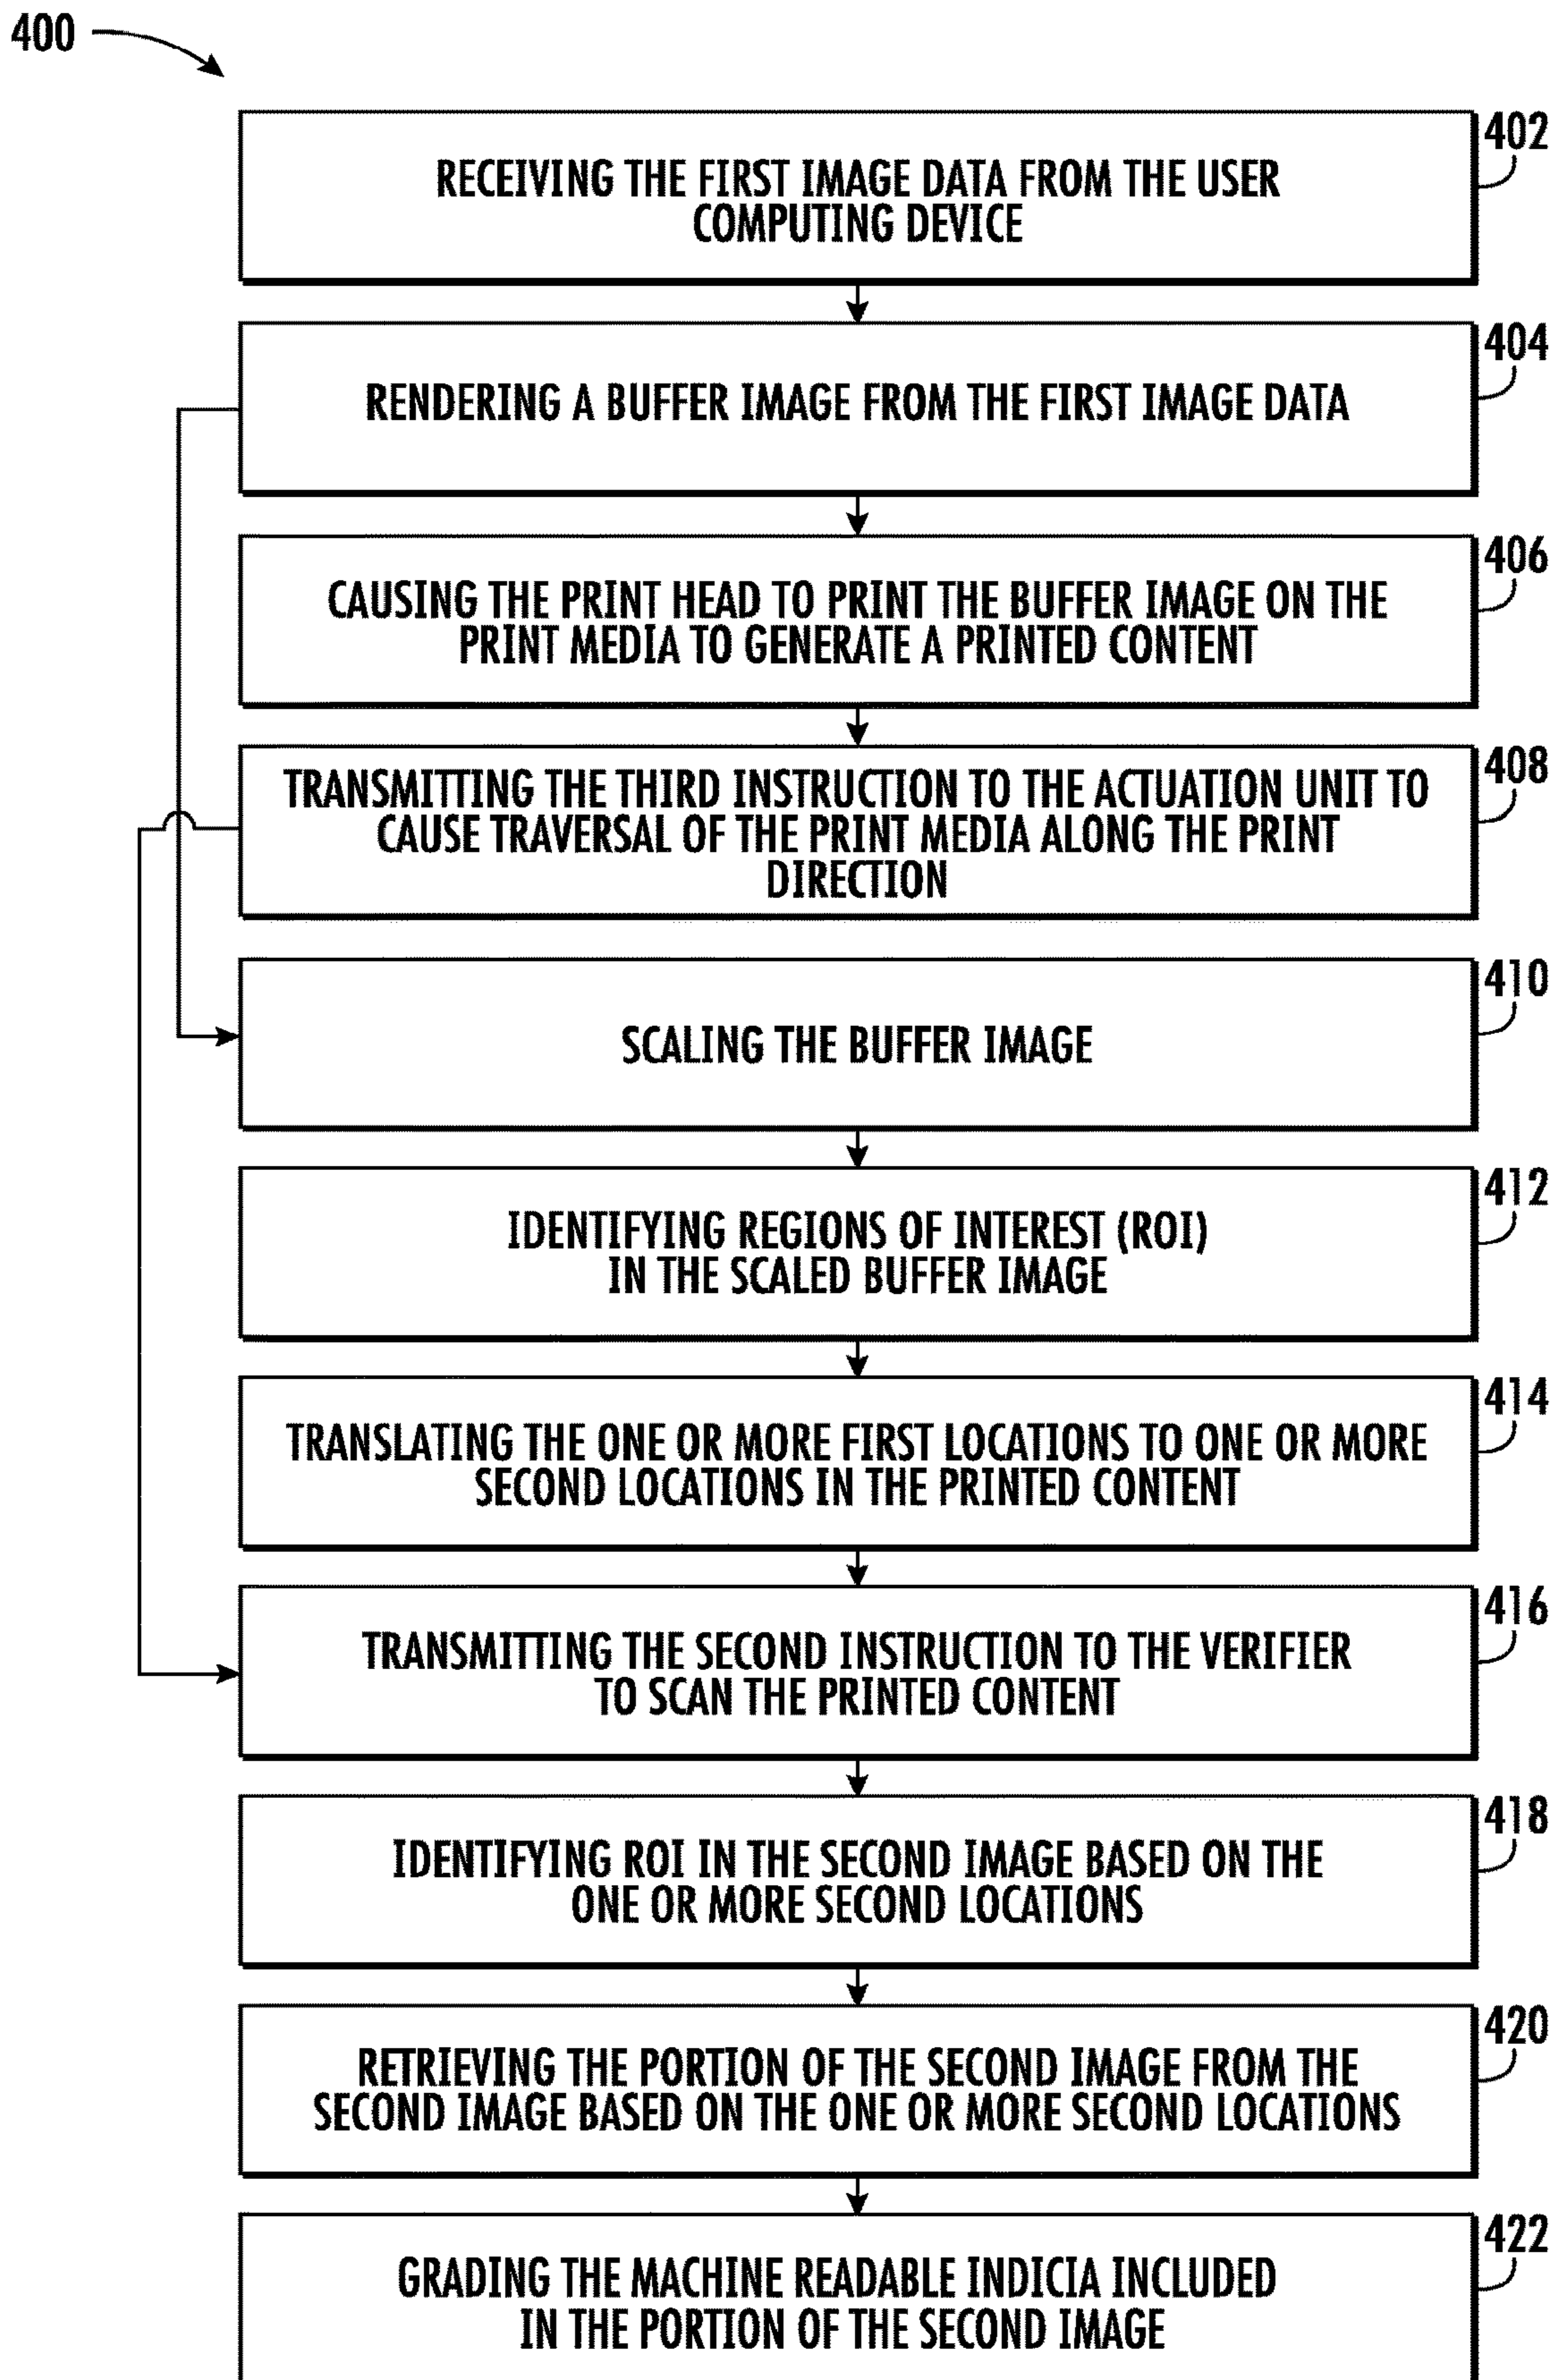 400
402
RECEIVING THE FIRST IMAGE DATA FROM THE USER
COMPUTING DEVICE
404
RENDERING A BUFFER IMAGE FROM THE FIRST IMAGE DATA
406
CAUSING THE PRINT HEAD TO PRINT THE BUFFER IMAGE ON THE
PRINT MEDIA TO GENERATE A PRINTED CONTENT
408
TRANSMITTING THE THIRD INSTRUCTION TO THE ACTUATION UNIT TO
CAUSE TRAVERSAL OF THE PRINT MEDIA ALONG THE PRINT
DIRECTION
410
SCALING THE BUFFER IMAGE
412
IDENTIFYING REGIONS OF INTEREST (ROI)
IN THE SCALED BUFFER IMAGE
414
TRANSLATING THE ONE OR MORE FIRST LOCATIONS TO ONE OR MORE
SECOND LOCATIONS IN THE PRINTED CONTENT
416
TRANSMITTING THE SECOND INSTRUCTION TO THE VERIFIER
TO SCAN THE PRINTED CONTENT
418
IDENTIFYING ROI IN THE SECOND IMAGE BASED ON THE
ONE OR MORE SECOND LOCATIONS
420
RETRIEVING THE PORTION OF THE SECOND IMAGE FROM THE
SECOND IMAGE BASED ON THE ONE OR MORE SECOND LOCATIONS
422
GRADING THE MACHINE READABLE INDICIA INCLUDED
IN THE PORTION OF THE SECOND IMAGE